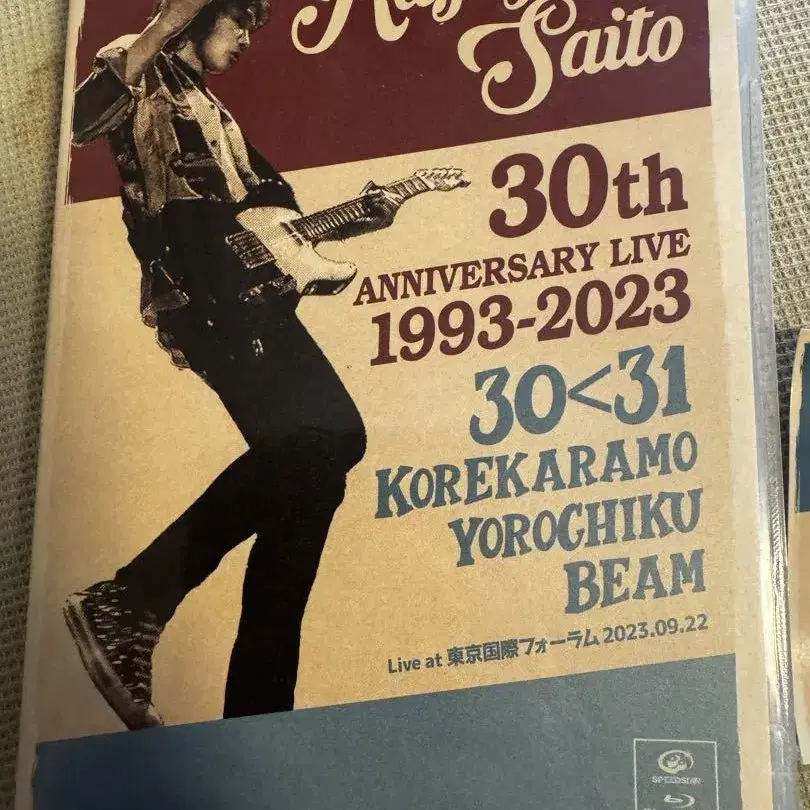 Saito
30th
ANNIVERSARY LIVE
1993-2023
30<31
KOREKARAMO
YOROCHIKU
BEAM
Live at 東京国際フォーラム 2023.09.22
SPEEDSTAR